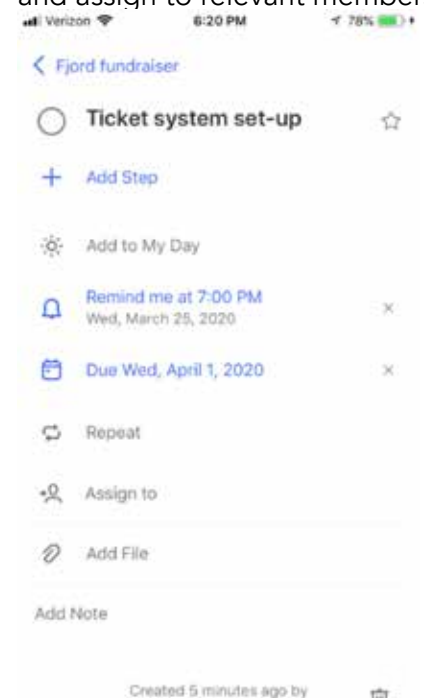 and assign to relevant member
Verizon 6:20 PM 78%
Fjord fundraiser
Ticket system set-up
Add Step
Add to My Day
Remind me at 7:00 PM
Wed, March 25, 2020
Due Wed, April 1, 2020
Repeat
Assign to
Add File
Add Note
Created 5 minutes ago by